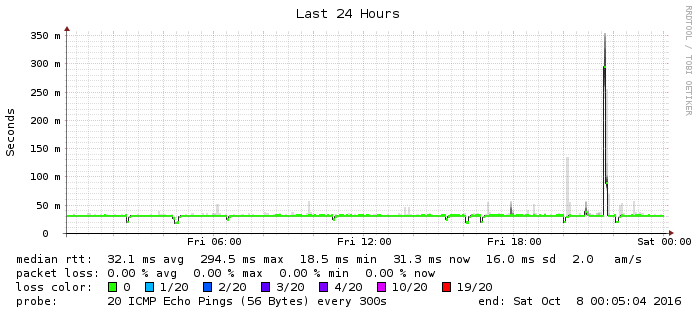 Last 24 Hours
RRDTOOL / TOBI OETIKER
Seconds
350 m
300 m
250 m
200 m
150 m
100 m
50 m
0
Fri 06:00 Fri 12:00 Fri 18:00 Sat 00:00
median rtt: 32.1 ms avg 294.5 ms max 18.5 ms min 31.3 ms now 16.0 ms sd 2.0 am/s
packet loss: 0.00 % avg 0.00 % max 0.00 % min 0.00 % now
loss color: 0 1/20 2/20 3/20 4/20 10/20 19/20
probe: 20 ICMP Echo Pings (56 Bytes) every 300s end: Sat Oct 8 00:05:04 2016